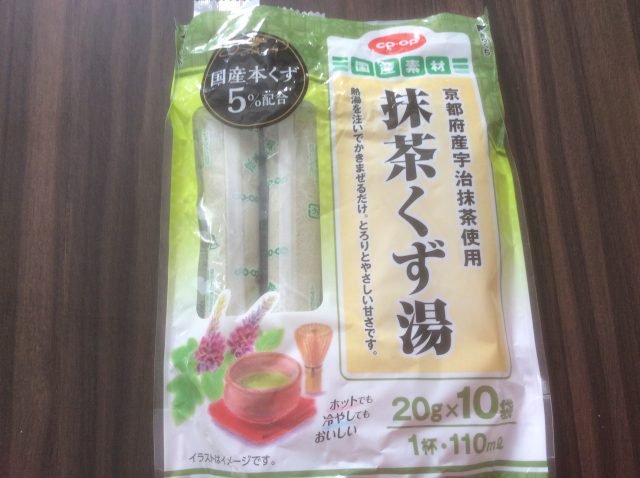 国産本くず
5%配合
co·op
国産素材
京都府産宇治抹茶使用
抹茶くず湯
熱湯を注いでかきまぜるだけ。とろりとやさしい甘さです。
ホットでも
冷やしても
おいしい
20g×10袋
1杯・110mℓ
イラストはイメージです。